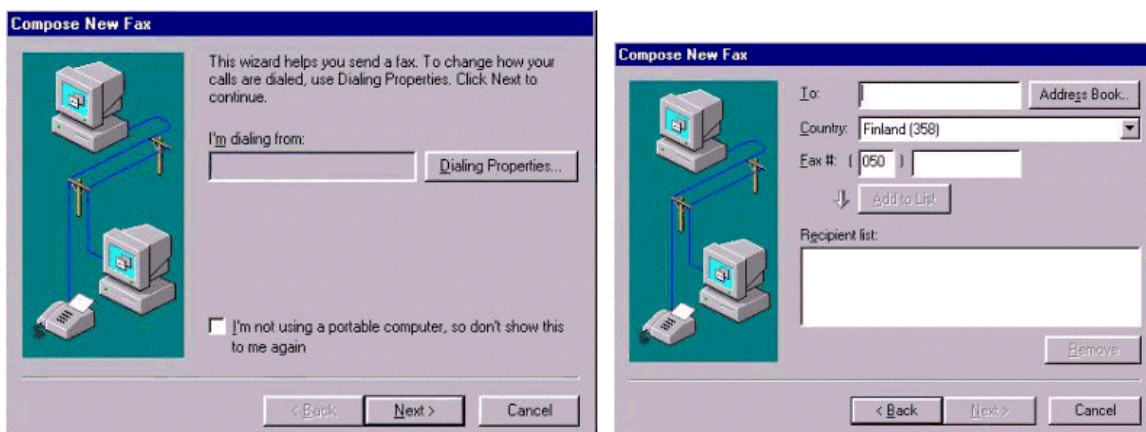 Compose New Fax
This wizard helps you send a fax. To change how your
calls are dialed, use Dialing Properties. Click Next to
continue.
I'm dialing from:
Dialing Properties...
I'm not using a portable computer, so don't show this
to me again
< Back Next > Cancel
Compose New Fax
To: Address Book..
Country: Finland (358)
Fax #: ( 050 )
Add to List
Recipient list:
Remove
< Back Next > Cancel